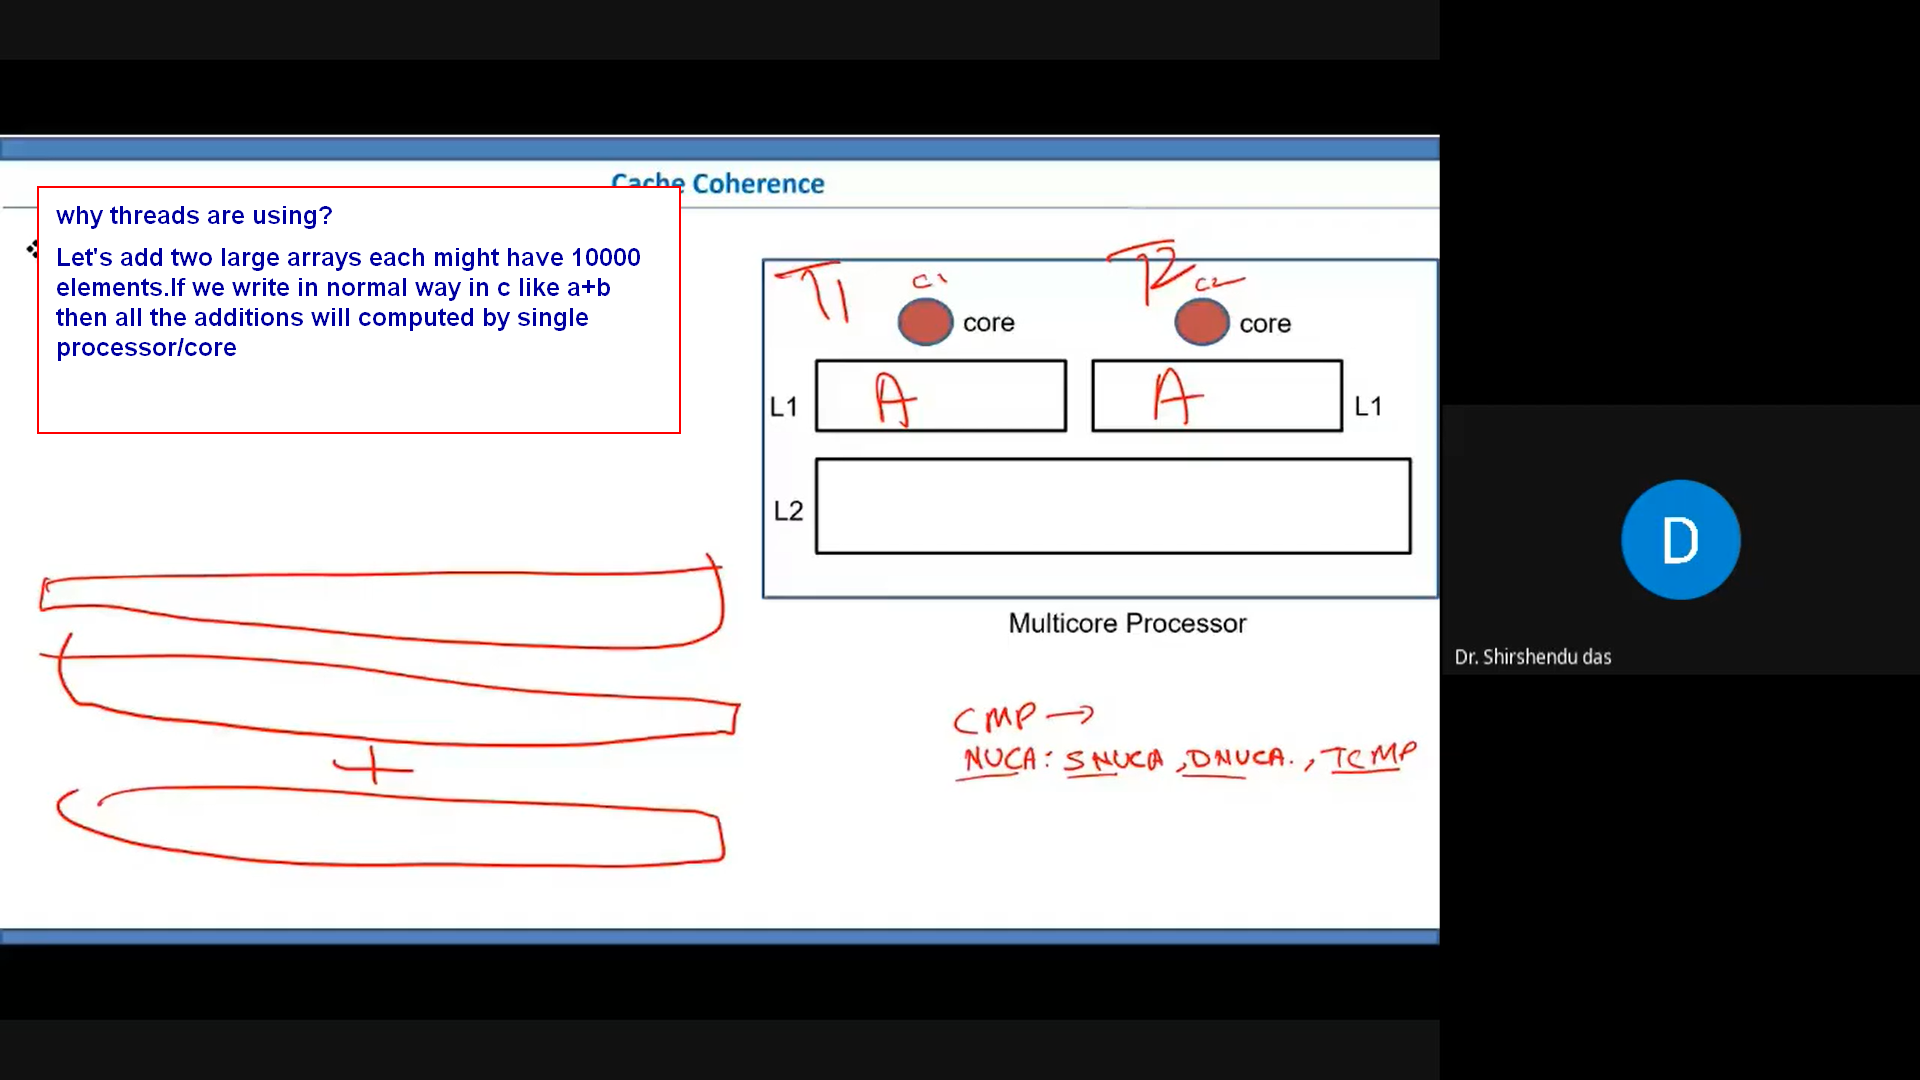 Cache Coherence
why threads are using?
Let's add two large arrays each might have 10000
elements.If we write in normal way in c like a+b
then all the additions will computed by single
processor/core
T1
C1
core
T2
C2
core
L1
A
A
L1
L2
Multicore Processor
+
CMP →
NUCA: SNUCA, DNUCA., TCMP
D
Dr. Shirshendu das